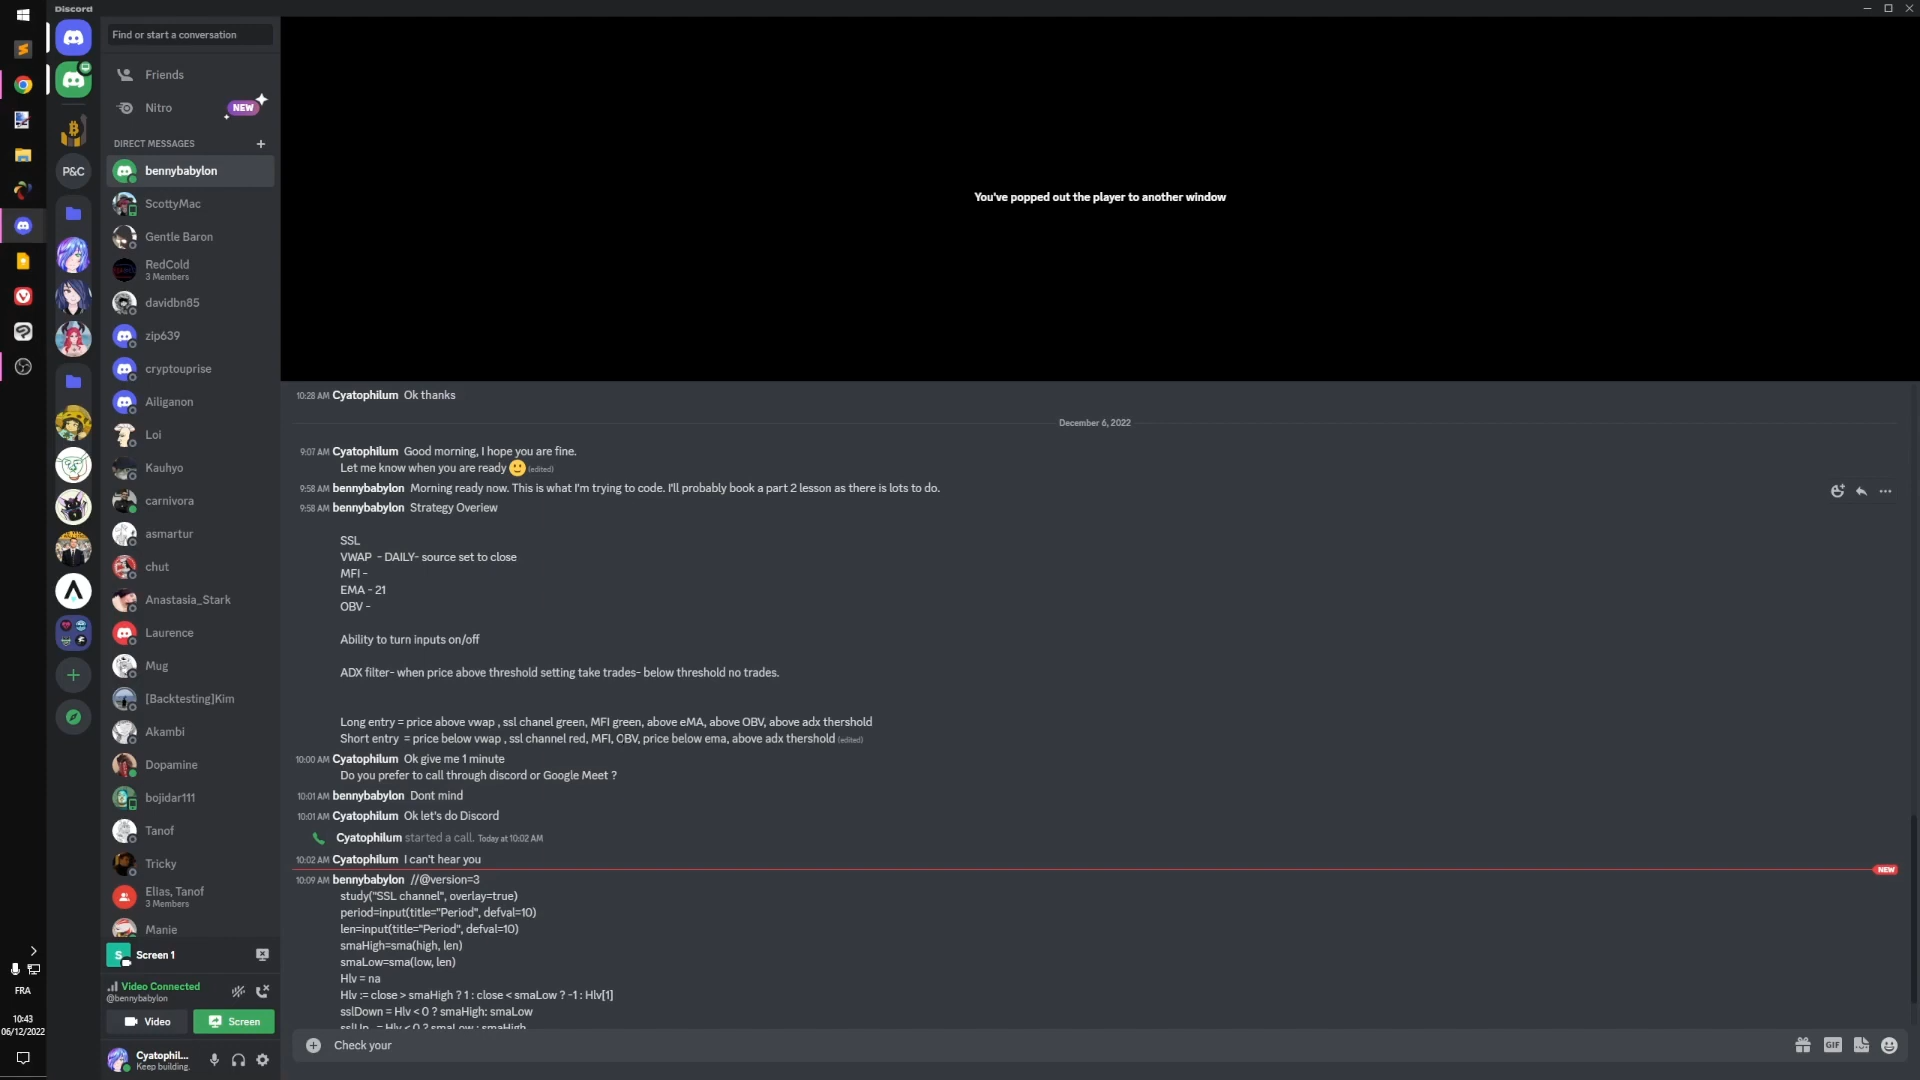 Discord
Find or start a conversation
Friends
Nitro
NEW
DIRECT MESSAGES
bennybabylon
ScottyMac
Gentle Baron
RedCold
3 Members
davidbn85
zip639
cryptouprise
Ailiganon
Loi
Kauhyo
carnivora
asmartur
chut
Anastasia_Stark
Laurence
Mug
[Backtesting]Kim
Akambi
Dopamine
bojidar111
Tanof
Tricky
Elias, Tanof
3 Members
Manie
S
Screen 1
Video Connected
@bennybabylon
Video
Screen
Cyatophil...
Keep building.
P&C
FRA
10:43
06/12/2022
You've popped out the player to another window
10:28 AM Cyatophilum Ok thanks
December 6, 2022
9:07 AM Cyatophilum Good morning, I hope you are fine.
Let me know when you are ready (edited)
9:58 AM bennybabylon Morning ready now. This is what I'm trying to code. I'll probably book a part 2 lesson as there is lots to do.
9:58 AM bennybabylon Strategy Overiew
SSL
VWAP - DAILY- source set to close
MFI -
EMA - 21
OBV -
Ability to turn inputs on/off
ADX filter- when price above threshold setting take trades- below threshold no trades.
Long entry = price above vwap , ssl chanel green, MFI green, above eMA, above OBV, above adx thershold
Short entry = price below vwap , ssl channel red, MFI, OBV, price below ema, above adx thershold (edited)
10:00 AM Cyatophilum Ok give me 1 minute
Do you prefer to call through discord or Google Meet ?
10:01 AM bennybabylon Dont mind
10:01 AM Cyatophilum Ok let's do Discord
Cyatophilum started a call. Today at 10:02 AM
10:02 AM Cyatophilum I can't hear you
NEW
10:09 AM bennybabylon //@version=3
study("SSL channel", overlay=true)
period=input(title="Period", defval=10)
len=input(title="Period", defval=10)
smaHigh=sma(high, len)
smaLow=sma(low, len)
Hlv = na
Hlv := close > smaHigh ? 1 : close < smaLow ? -1 : Hlv[1]
sslDown = Hlv < 0 ? smaHigh: smaLow
sslUp = Hlv < 0 ? smaLow : smaHigh
Check your
GIF